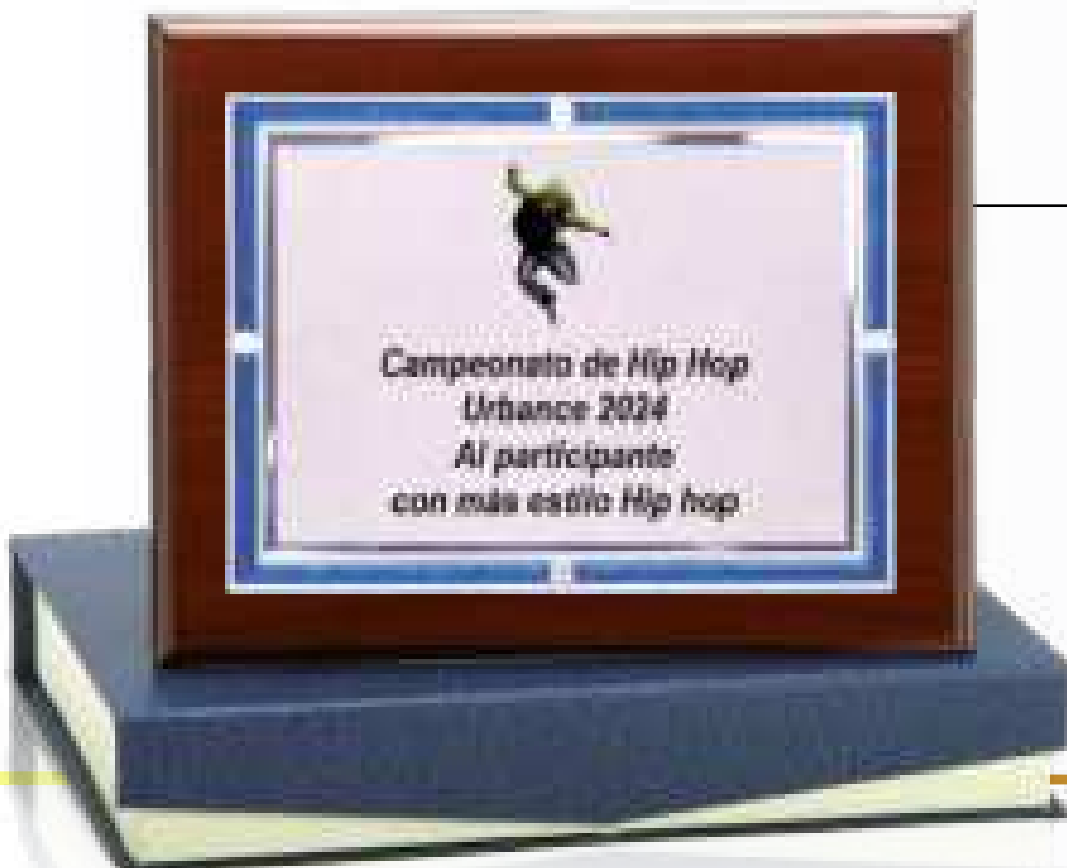 Campeonato de Hip Hop
Urbance 2024
Al participante
con más estilo Hip hop